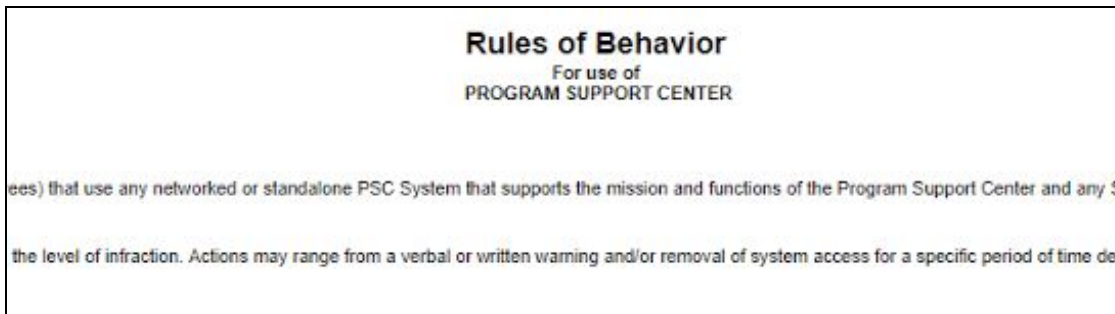 Rules of Behavior
For use of
PROGRAM SUPPORT CENTER
ees) that use any networked or standalone PSC System that supports the mission and functions of the Program Support Center and any
the level of infraction. Actions may range from a verbal or written warning and/or removal of system access for a specific period of time de